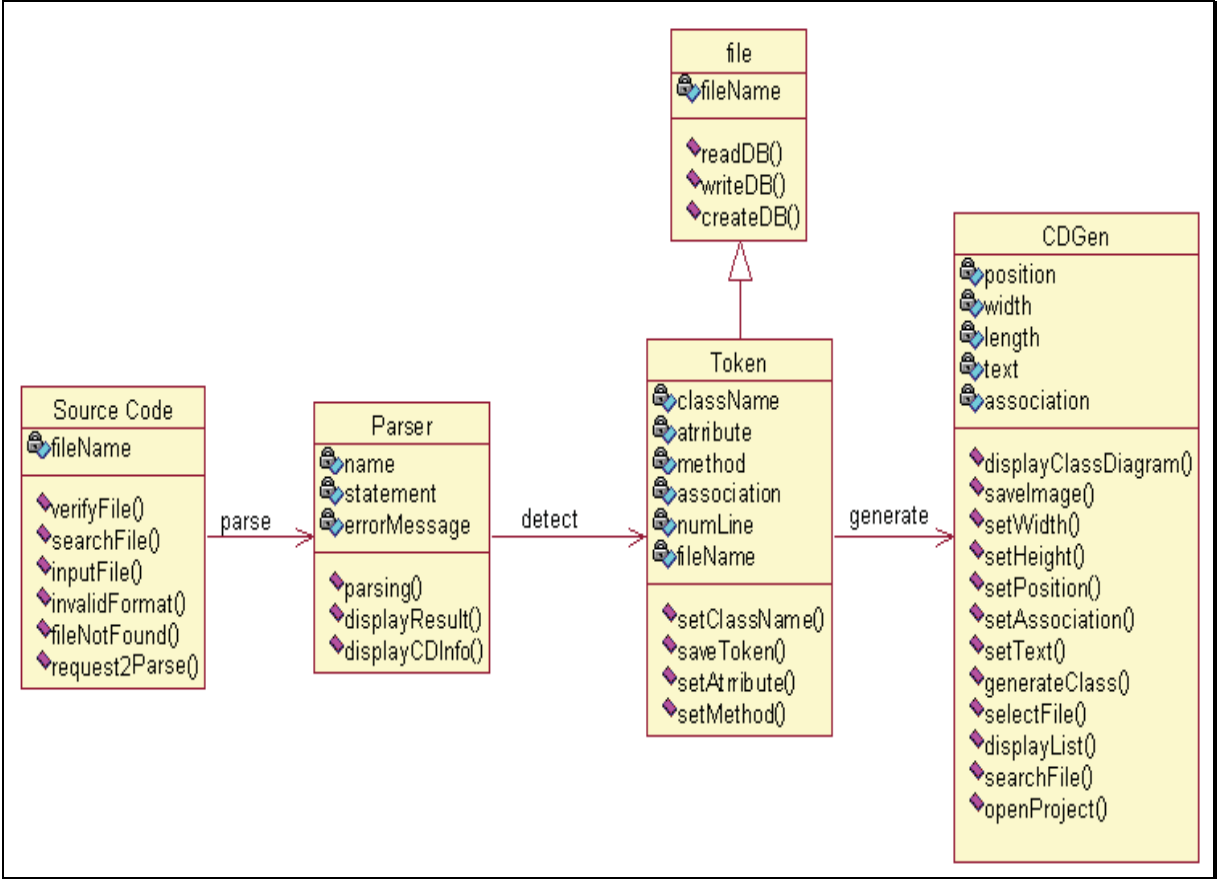 file
fileName
readDB()
writeDB()
createDB()
CDGen
position
width
length
text
association
displayClassDiagram()
saveImage()
setWidth()
setHeight()
setPosition()
setAssociation()
setText()
generateClass()
selectFile()
displayList()
searchFile()
openProject()
Token
className
atrribute
method
association
numLine
fileName
setClassName()
saveToken()
setAtrribute()
setMethod()
Source Code
fileName
verifyFile()
searchFile()
inputFile()
invalidFormat()
fileNotFound()
request2Parse()
parse
Parser
name
statement
errorMessage
parsing()
displayResult()
displayCDInfo()
detect
generate